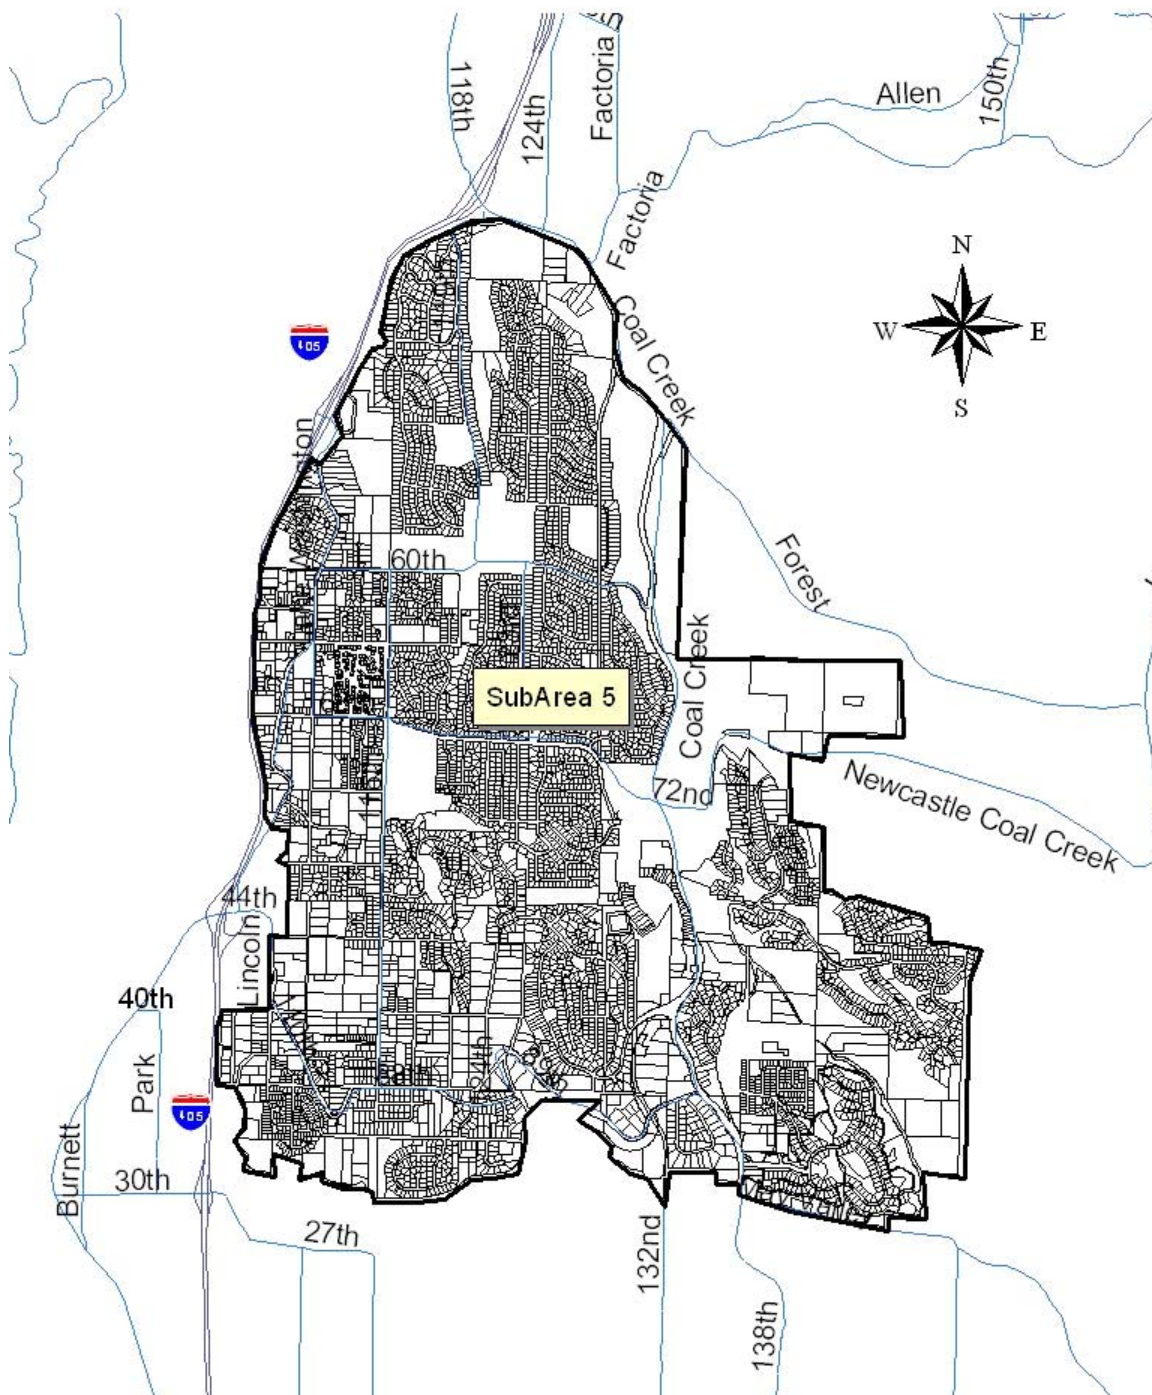 118th
124th
Factoria
Allen
150th
Factoria
N
W
E
S
Coal Creek
405
60th
Forest
SubArea 5
Coal Creek
72nd
Newcastle Coal Creek
44th
Lincoln
40th
Park
405
Burnett
30th
27th
132nd
138th